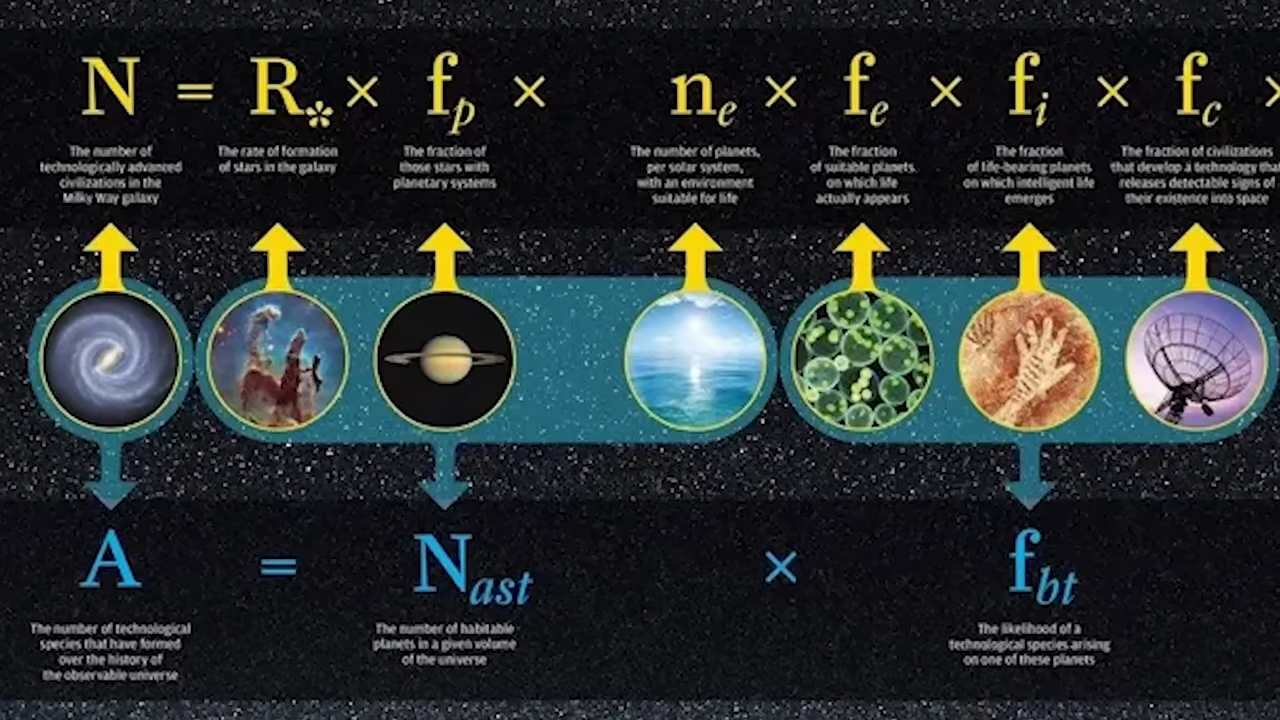 N = R* × fp × ne × fe × fi × fc ×
The number of
technologically advanced
civilizations in the
Milky Way galaxy
The rate of formation
of stars in the galaxy
The fraction of
those stars with
planetary systems
The number of planets,
per solar system,
with an environment
suitable for life
The fraction
of suitable planets
on which life
actually appears
The fraction
of life-bearing planets
on which intelligent life
emerges
The fraction of civilizations
that develop a technology that
releases detectable signs of
their existence into space
A = Nast × fbt
The number of technological
species that have formed
over the history of
the observable universe
The number of habitable
planets in a given volume
of the universe
The likelihood of a
technological species arising
on one of these planets